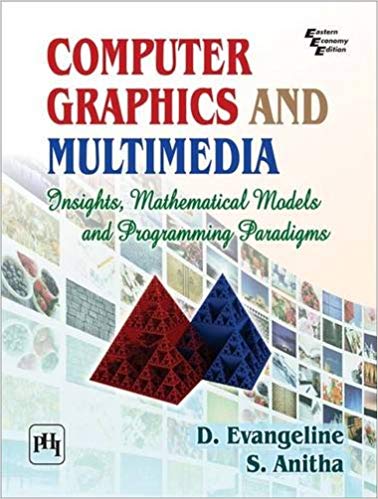 Eastern
Economy
Edition
COMPUTER
GRAPHICS AND
MULTIMEDIA
Insights, Mathematical Models
and Programming Paradigms
D. Evangeline
S. Anitha
PHI